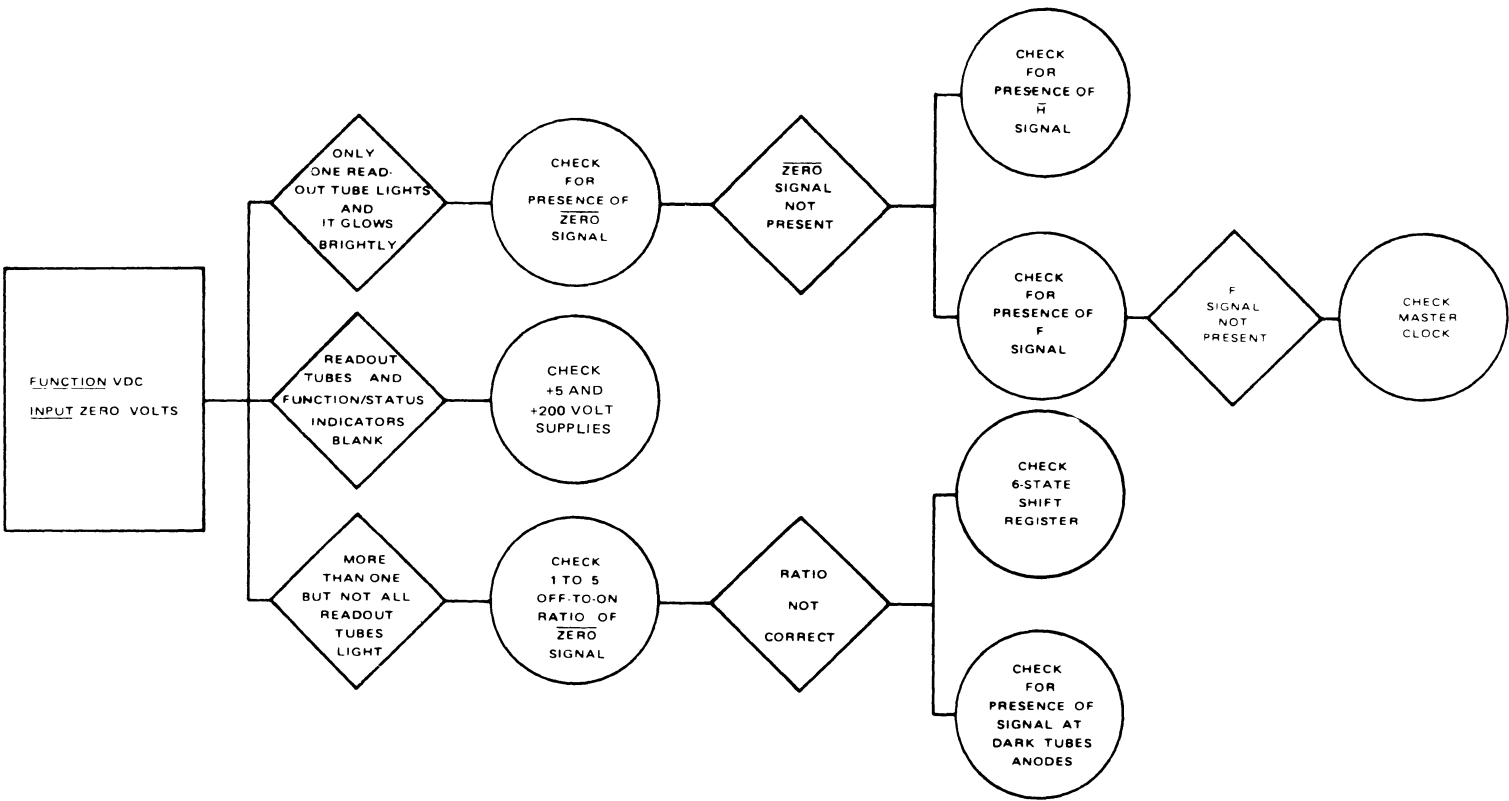 FUNCTION VDC
INPUT ZERO VOLTS
ONLY
ONE READ-
OUT TUBE LIGHTS
AND
IT GLOWS
BRIGHTLY
CHECK
FOR
PRESENCE OF
Z̅E̅R̅O̅
SIGNAL
Z̅E̅R̅O̅
SIGNAL
NOT
PRESENT
CHECK
FOR
PRESENCE OF
H̅
SIGNAL
CHECK
FOR
PRESENCE OF
F
SIGNAL
F
SIGNAL
NOT
PRESENT
CHECK
MASTER
CLOCK
READOUT
TUBES AND
FUNCTION/STATUS
INDICATORS
BLANK
CHECK
+5 AND
+200 VOLT
SUPPLIES
MORE
THAN ONE
BUT NOT ALL
READOUT
TUBES
LIGHT
CHECK
1 TO 5
OFF-TO-ON
RATIO OF
Z̅E̅R̅O̅
SIGNAL
RATIO
NOT
CORRECT
CHECK
6-STATE
SHIFT
REGISTER
CHECK
FOR
PRESENCE OF
SIGNAL AT
DARK TUBES
ANODES